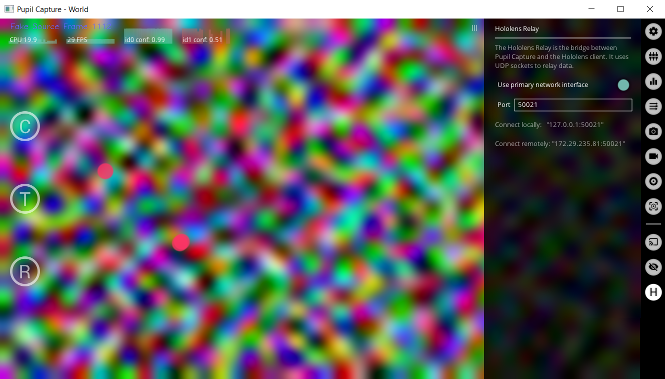 Pupil Capture - World
CPU 19.9
29 FPS
id0 conf: 0.99
id1 conf: 0.51
C
T
R
Hololens Relay
The Hololens Relay is the bridge between
Pupil Capture and the Hololens client. It uses
UDP sockets to relay data.
Use primary network interface
Port 50021
Connect locally: "127.0.0.1:50021"
Connect remotely: "172.29.235.81:50021"
H